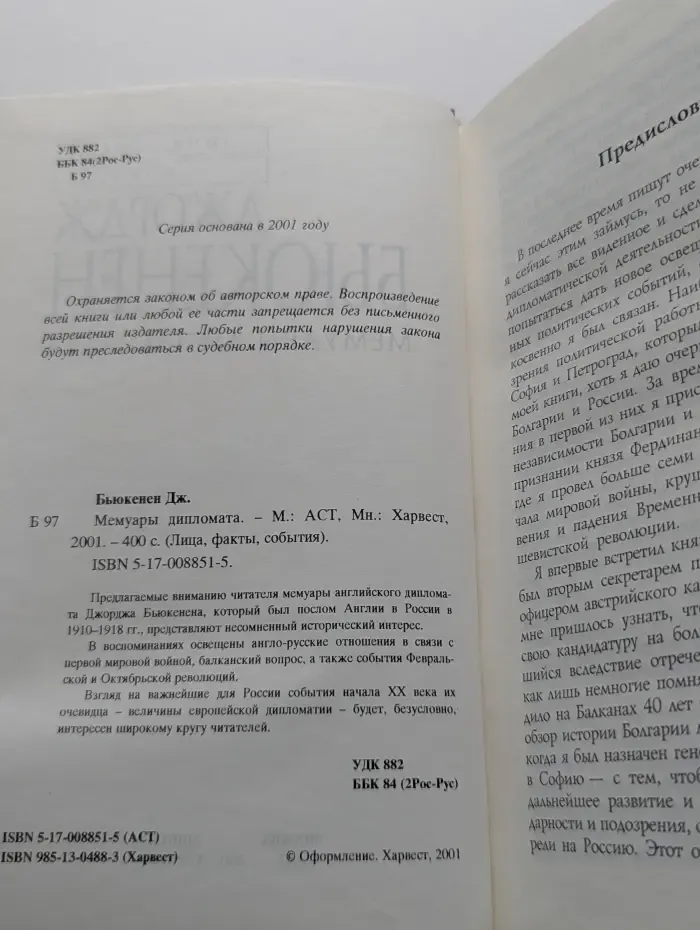 УДК 882
ББК 84(2Рос-Рус)
Б 97
Серия основана в 2001 году
Охраняется законом об авторском праве. Воспроизведение
всей книги или любой ее части запрещается без письменного
разрешения издателя. Любые попытки нарушения закона
будут преследоваться в судебном порядке.
Бьюкенен Дж.
Б 97 Мемуары дипломата. – М.: АСТ, Мн.: Харвест,
2001. – 400 с. (Лица, факты, события).
ISBN 5-17-008851-5.
Предлагаемые вниманию читателя мемуары английского диплома-
та Джорджа Бьюкенена, который был послом Англии в России в
1910–1918 гг., представляют несомненный исторический интерес.
В воспоминаниях освещены англо-русские отношения в связи с
первой мировой войной, балканский вопрос, а также события Февраль-
ской и Октябрьской революций.
Взгляд на важнейшие для России события начала XX века их
очевидца – величины европейской дипломатии – будет, безусловно,
интересен широкому кругу читателей.
УДК 882
ББК 84 (2Рос-Рус)
ISBN 5-17-008851-5 (АСТ)
ISBN 985-13-0488-3 (Харвест)
© Оформление. Харвест, 2001
Предислов
В последнее время пишут оче
я сейчас этим займусь, то не
рассказать все виденное и сдел
дипломатической деятельности
попытаться дать новое освещ
ных политических событий,
косвенно я был связан. Наиб
зрения политической работы
София и Петроград, которы
моей книги, хоть я даю очер
Болгарии и России. За вре
ния в первой из них я прис
независимости Болгарии и
признании князя Фердинан
где я провел больше семи
чала мировой войны, круш
вения и падения Временн
шевистской революции.
Я впервые встретил кня
был вторым секретарем п
офицером австрийского ка
мне пришлось узнать, что
свою кандидатуру на бол
шийся вследствие отрече
как лишь немногие помня
дило на Балканах 40 лет
обзор истории Болгарии д
когда я был назначен ген
в Софию — с тем, чтоб
дальнейшее развитие и
дарности и подозрения, с
рели на Россию. Этот о